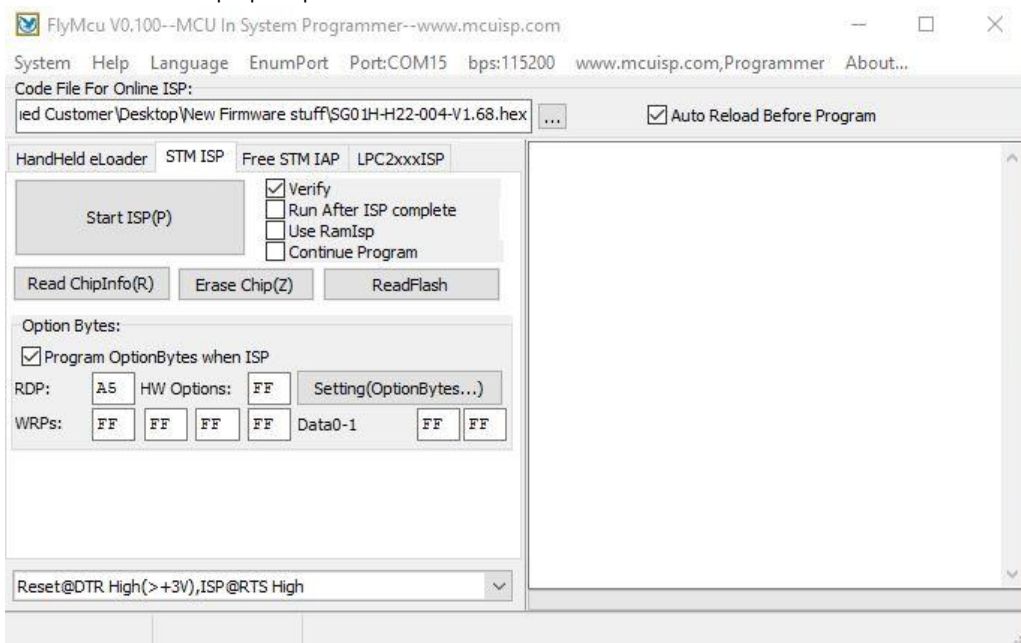 FlyMcu V0.100--MCU In System Programmer--www.mcuisp.com
System Help Language EnumPort Port:COM15 bps:115200 www.mcuisp.com,Programmer About...
Code File For Online ISP:
ied Customer\Desktop\New Firmware stuff\SG01H-H22-004-V1.68.hex ... Auto Reload Before Program
HandHeld eLoader STM ISP Free STM IAP LPC2xxxISP
Start ISP(P)
Verify
Run After ISP complete
Use RamIsp
Continue Program
Read ChipInfo(R) Erase Chip(Z) ReadFlash
Option Bytes:
Program OptionBytes when ISP
RDP: A5 HW Options: FF Setting(OptionBytes...)
WRPs: FF FF FF FF Data0-1 FF FF
Reset@DTR High(>+3V),ISP@RTS High